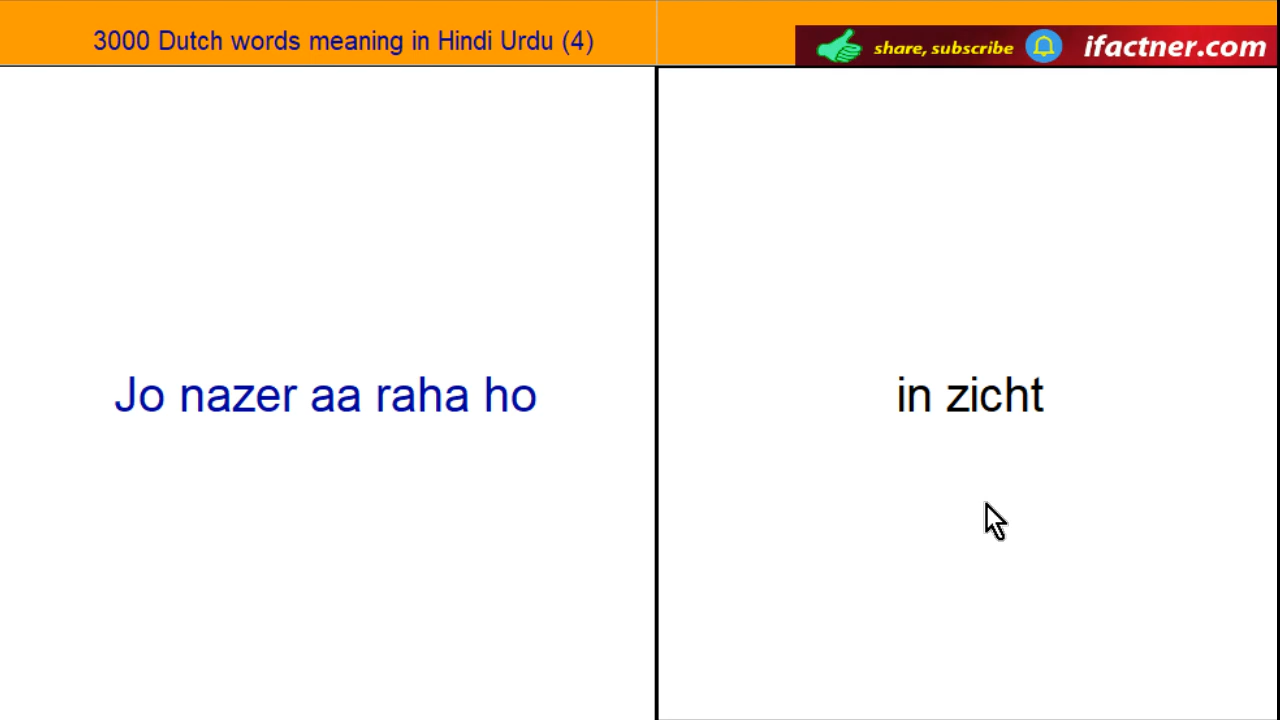 3000 Dutch words meaning in Hindi Urdu (4)
share, subscribe
ifactner.com
Jo nazer aa raha ho
in zicht